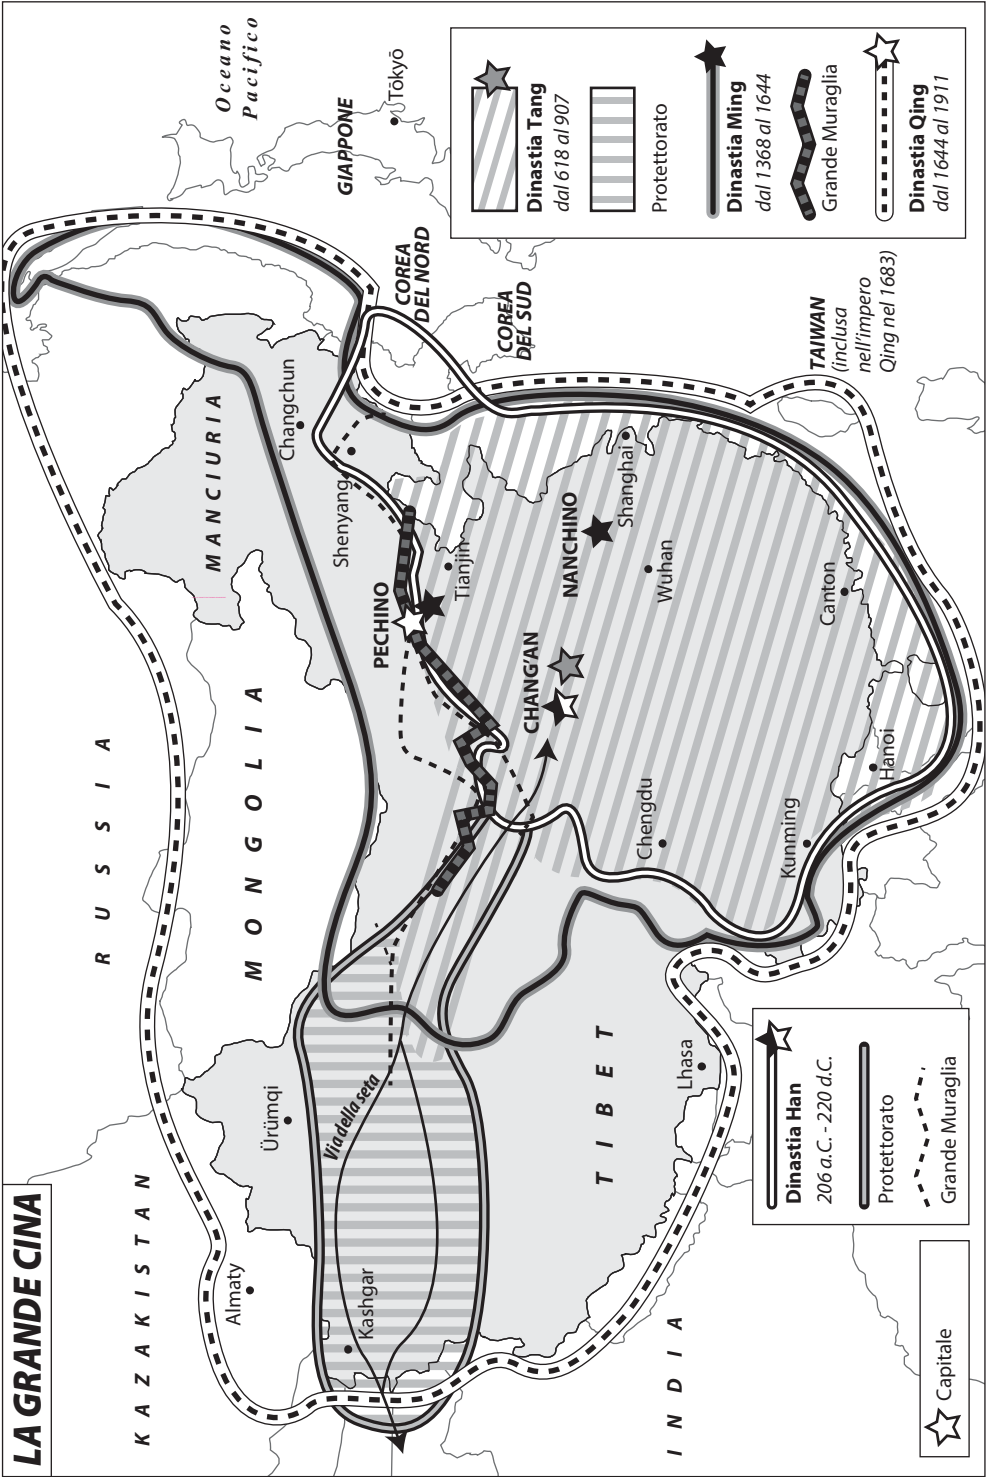 LA GRANDE CINA
Oceano
Pacifico
Tōkyō
GIAPPONE
RUSSIA
KAZAKISTAN
MONGOLIA
MANCIURIA
Changchun
Shenyang
COREA
DEL NORD
COREA
DEL SUD
TAIWAN
(inclusa
nell'impero
Qing nel 1683)
Almaty
Ürümqi
Kashgar
Via della seta
PECHINO
Tianjin
NANCHINO
Shanghai
CHANG'AN
Wuhan
Chengdu
Kunming
Canton
Hanoi
TIBET
Lhasa
INDIA
Dinastia Tang
dal 618 al 907
Protettorato
Dinastia Ming
dal 1368 al 1644
Grande Muraglia
Dinastia Qing
dal 1644 al 1911
Dinastia Han
206 a.C. - 220 d.C.
Protettorato
Grande Muraglia
Capitale